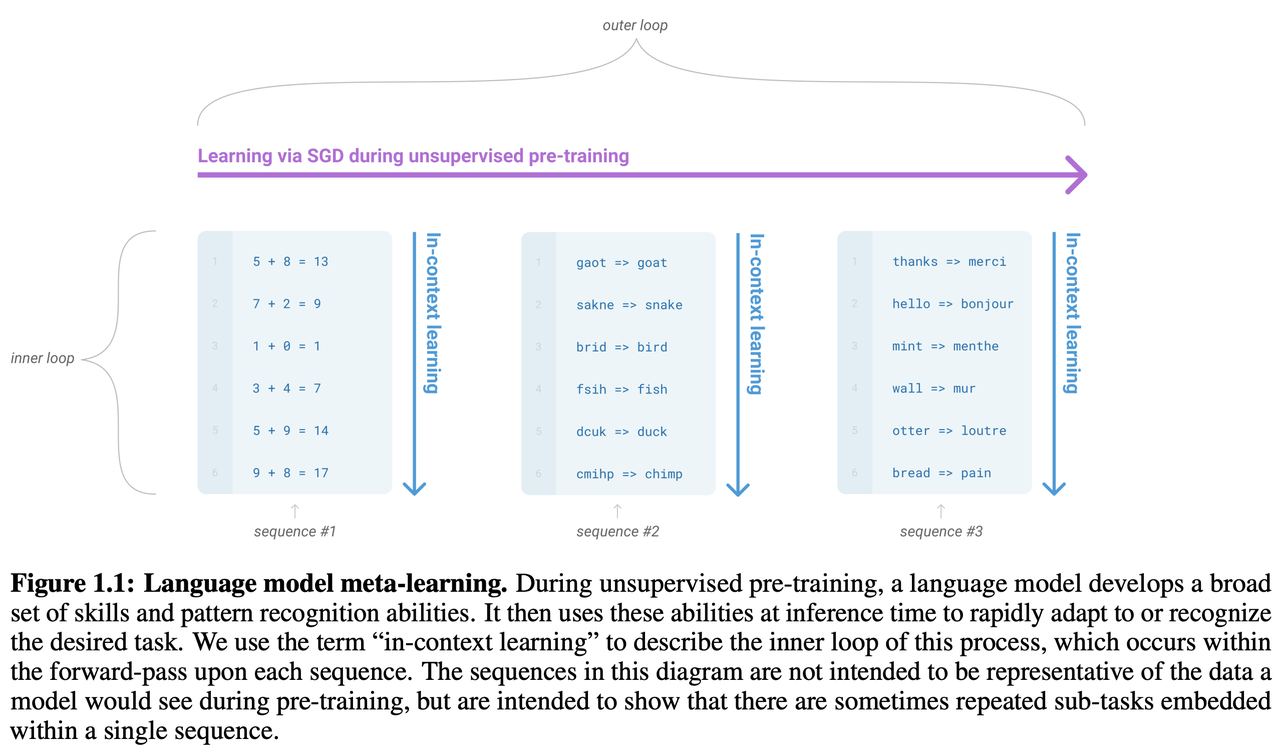 outer loop
Learning via SGD during unsupervised pre-training
inner loop
1 5 + 8 = 13
2 7 + 2 = 9
3 1 + 0 = 1
4 3 + 4 = 7
5 5 + 9 = 14
6 9 + 8 = 17
In-context learning
sequence #1
1 gaot => goat
2 sakne => snake
3 brid => bird
4 fsih => fish
5 dcuk => duck
6 cmihp => chimp
In-context learning
sequence #2
1 thanks => merci
2 hello => bonjour
3 mint => menthe
4 wall => mur
5 otter => loutre
6 bread => pain
In-context learning
sequence #3
Figure 1.1: Language model meta-learning. During unsupervised pre-training, a language model develops a broad
set of skills and pattern recognition abilities. It then uses these abilities at inference time to rapidly adapt to or recognize
the desired task. We use the term “in-context learning” to describe the inner loop of this process, which occurs within
the forward-pass upon each sequence. The sequences in this diagram are not intended to be representative of the data a
model would see during pre-training, but are intended to show that there are sometimes repeated sub-tasks embedded
within a single sequence.